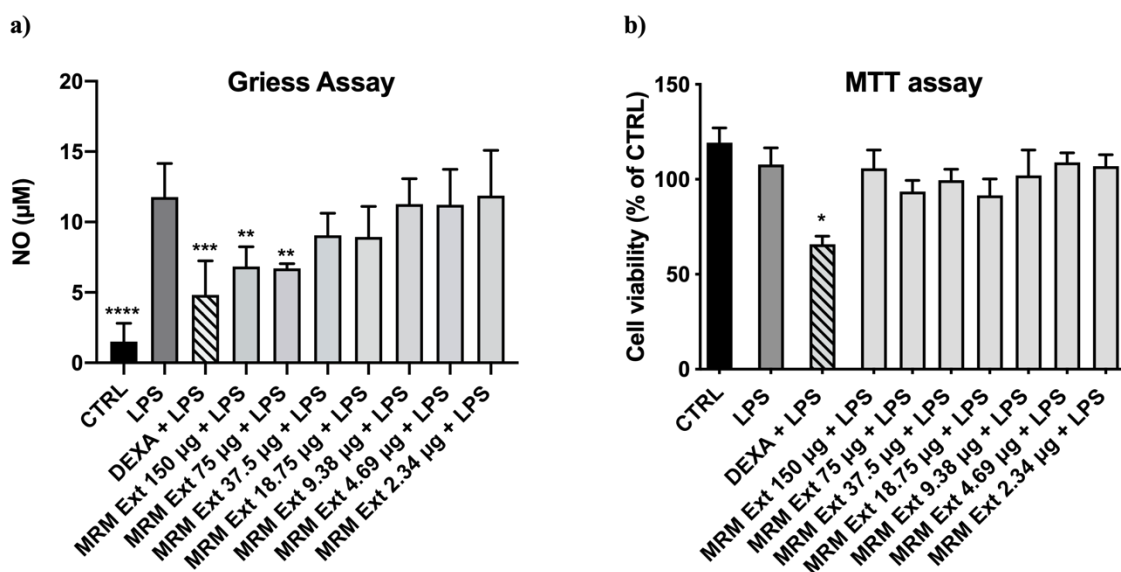 a)
Griess Assay
NO (µM)
20
15
10
5
0
****
***
**
**
CTRL
LPS
DEXA + LPS
MRM Ext 150 µg + LPS
MRM Ext 75 µg + LPS
MRM Ext 37.5 µg + LPS
MRM Ext 18.75 µg + LPS
MRM Ext 9.38 µg + LPS
MRM Ext 4.69 µg + LPS
MRM Ext 2.34 µg + LPS
b)
MTT assay
Cell viability (% of CTRL)
150
100
50
0
*
CTRL
LPS
DEXA + LPS
MRM Ext 150 µg + LPS
MRM Ext 75 µg + LPS
MRM Ext 37.5 µg + LPS
MRM Ext 18.75 µg + LPS
MRM Ext 9.38 µg + LPS
MRM Ext 4.69 µg + LPS
MRM Ext 2.34 µg + LPS